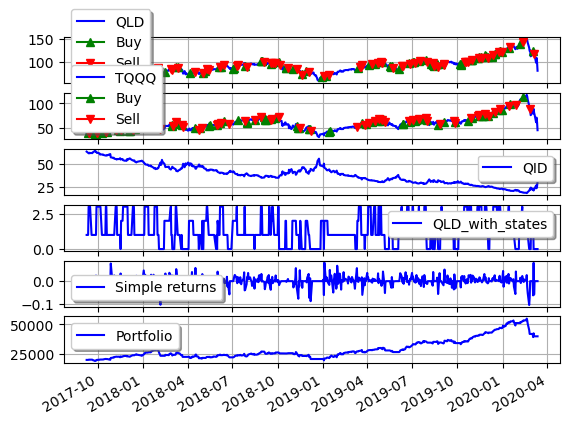 QLD
Buy
Sell
150
100
TQQQ
Buy
Sell
100
50
QID
50
25
QLD_with_states
2.5
0.0
Simple returns
0.0
−0.1
Portfolio
50000
25000
2017-10
2018-01
2018-04
2018-07
2018-10
2019-01
2019-04
2019-07
2019-10
2020-01
2020-04